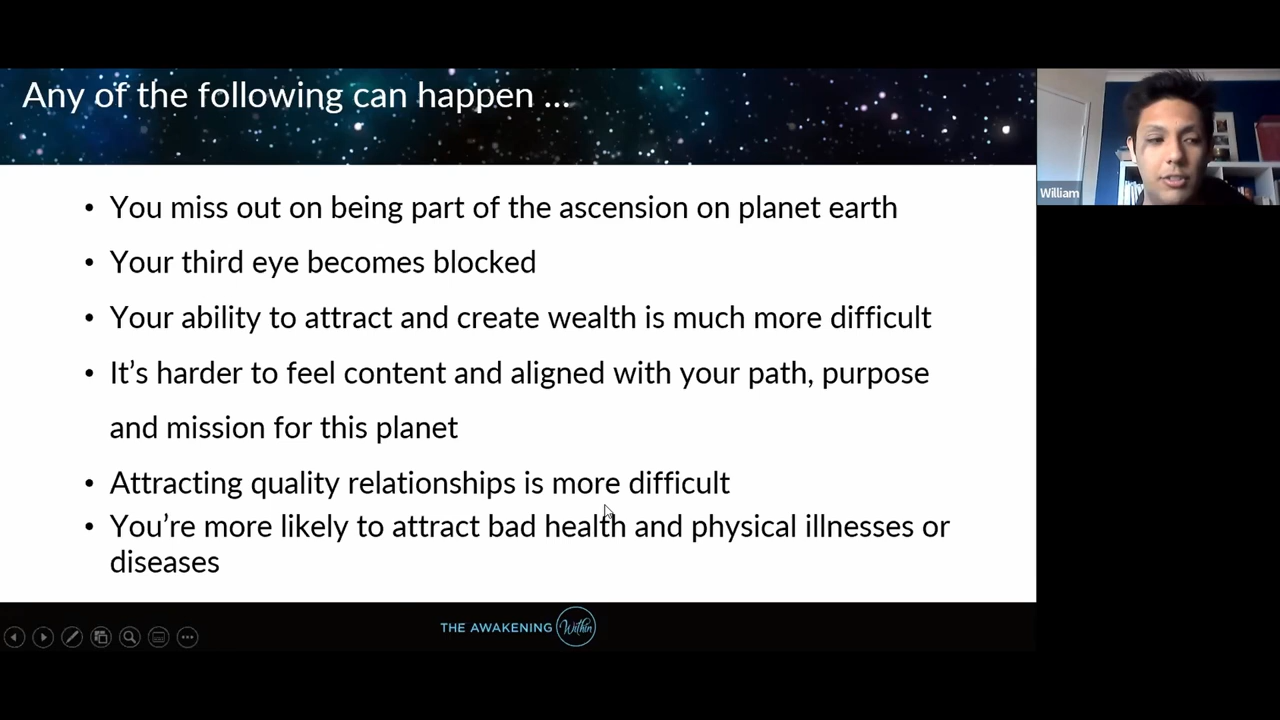 Any of the following can happen ...
William
• You miss out on being part of the ascension on planet earth
• Your third eye becomes blocked
• Your ability to attract and create wealth is much more difficult
• It’s harder to feel content and aligned with your path, purpose
and mission for this planet
• Attracting quality relationships is more difficult
• You’re more likely to attract bad health and physical illnesses or
diseases
THE AWAKENING Within